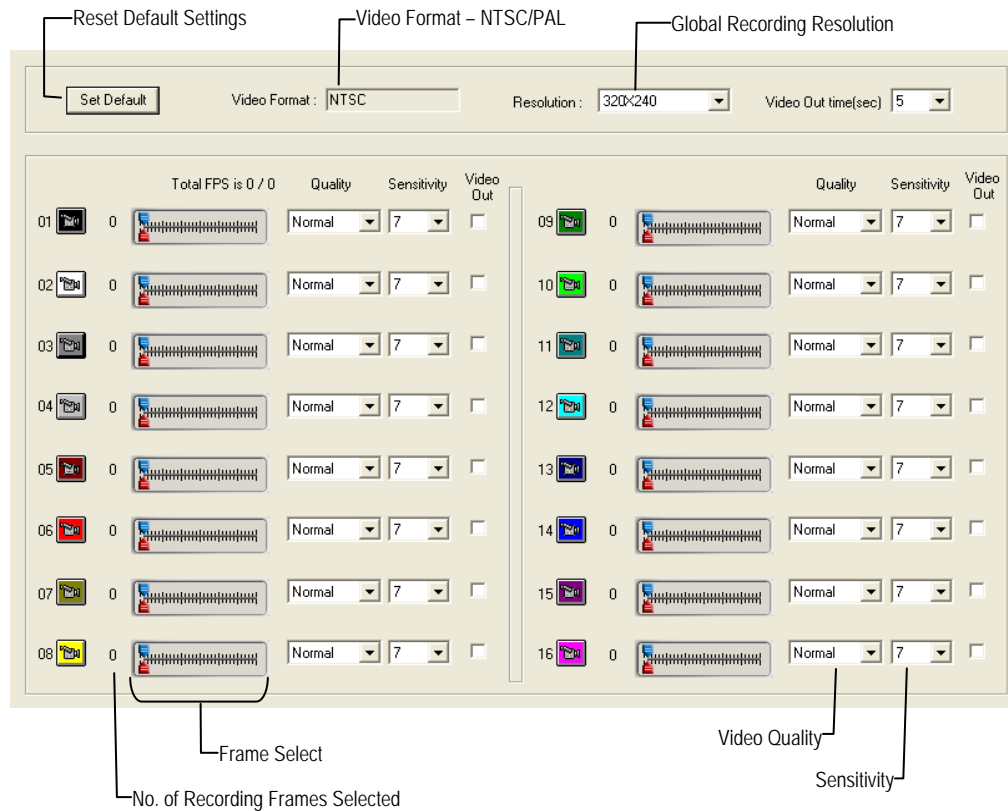 Reset Default Settings
Video Format – NTSC/PAL
Global Recording Resolution
Set Default
Video Format : NTSC
Resolution : 320X240
Video Out time(sec) 5
Total FPS is 0 / 0 Quality Sensitivity Video Out
Quality Sensitivity Video Out
01 0 Normal 7
09 0 Normal 7
02 0 Normal 7
10 0 Normal 7
03 0 Normal 7
11 0 Normal 7
04 0 Normal 7
12 0 Normal 7
05 0 Normal 7
13 0 Normal 7
06 0 Normal 7
14 0 Normal 7
07 0 Normal 7
15 0 Normal 7
08 0 Normal 7
16 0 Normal 7
Frame Select
Video Quality
Sensitivity
No. of Recording Frames Selected